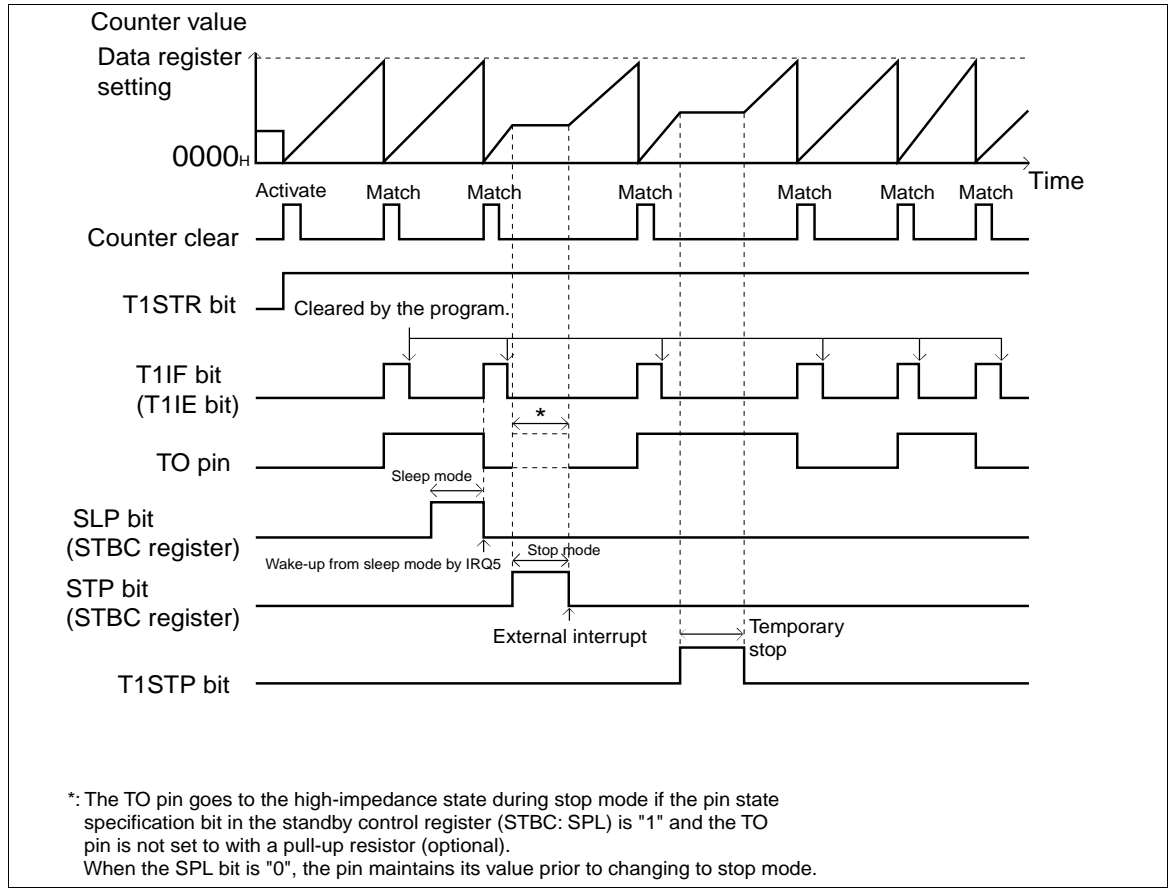 Counter value
Data register
setting
0000H
Time
Activate Match Match Match Match Match Match
Counter clear
T1STR bit
Cleared by the program.
T1IF bit
(T1IE bit)
*
TO pin
Sleep mode
SLP bit
(STBC register)
Wake-up from sleep mode by IRQ5
Stop mode
STP bit
(STBC register)
External interrupt
Temporary
stop
T1STP bit
*: The TO pin goes to the high-impedance state during stop mode if the pin state
specification bit in the standby control register (STBC: SPL) is "1" and the TO
pin is not set to with a pull-up resistor (optional).
When the SPL bit is "0", the pin maintains its value prior to changing to stop mode.